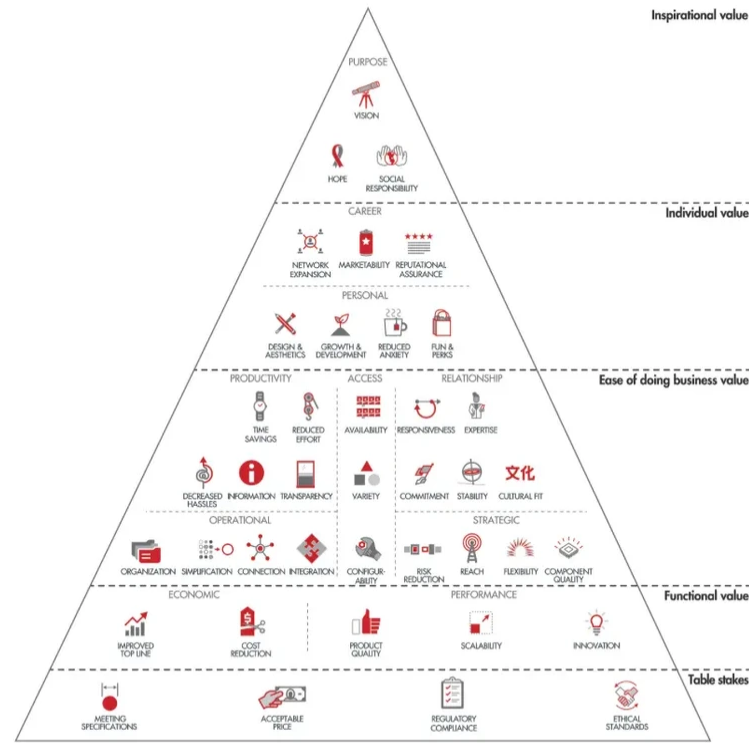 Inspirational value
PURPOSE
VISION
HOPE
SOCIAL
RESPONSIBILITY
Individual value
CAREER
NETWORK
EXPANSION
MARKETABILITY
REPUTATIONAL
ASSURANCE
PERSONAL
DESIGN &
AESTHETICS
GROWTH &
DEVELOPMENT
REDUCED
ANXIETY
FUN &
PERKS
Ease of doing business value
PRODUCTIVITY
TIME
SAVINGS
REDUCED
EFFORT
DECREASED
HASSLES
INFORMATION
TRANSPARENCY
OPERATIONAL
ORGANIZATION
SIMPLIFICATION
CONNECTION
INTEGRATION
ACCESS
AVAILABILITY
VARIETY
CONFIGUR-
ABILITY
RELATIONSHIP
RESPONSIVENESS
EXPERTISE
COMMITMENT
STABILITY
文化
CULTURAL FIT
STRATEGIC
RISK
REDUCTION
REACH
FLEXIBILITY
COMPONENT
QUALITY
Functional value
ECONOMIC
IMPROVED
TOP LINE
$
COST
REDUCTION
PERFORMANCE
PRODUCT
QUALITY
SCALABILITY
INNOVATION
Table stakes
MEETING
SPECIFICATIONS
ACCEPTABLE
PRICE
REGULATORY
COMPLIANCE
ETHICAL
STANDARDS